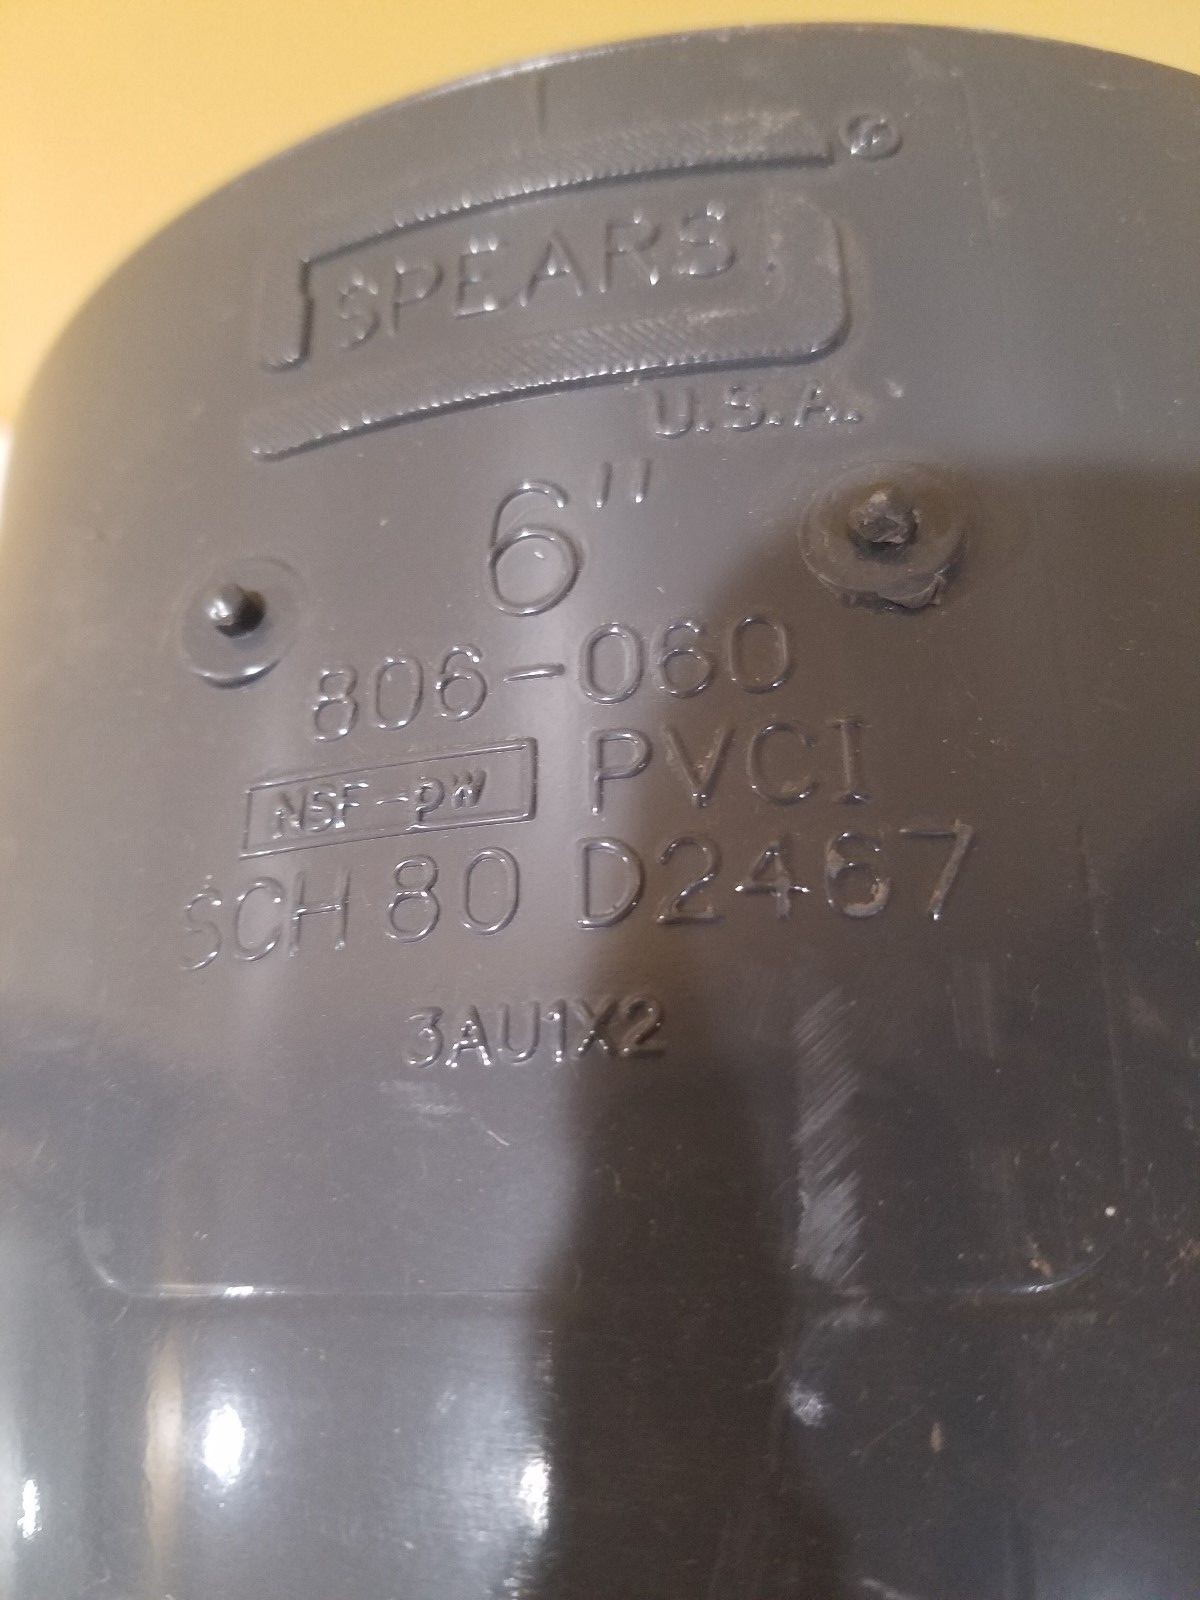 SPEARS®
U.S.A.
6"
806-060
NSF-pw PVCI
SCH 80 D2467
3AU1X2